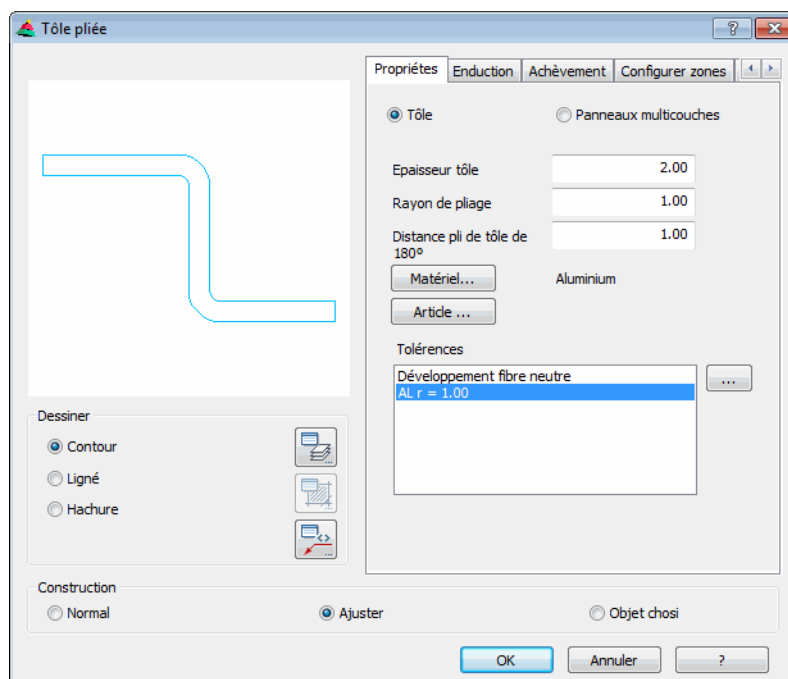 Tôle pliée
Propriétes
Enduction
Achèvement
Configurer zones
Tôle
Panneaux multicouches
Epaisseur tôle
2.00
Rayon de pliage
1.00
Distance pli de tôle de
180º
1.00
Matériel...
Aluminium
Article ...
Tolérences
Développement fibre neutre
AL r = 1.00
...
Dessiner
Contour
Ligné
Hachure
Construction
Normal
Ajuster
Objet chosi
OK
Annuler
?